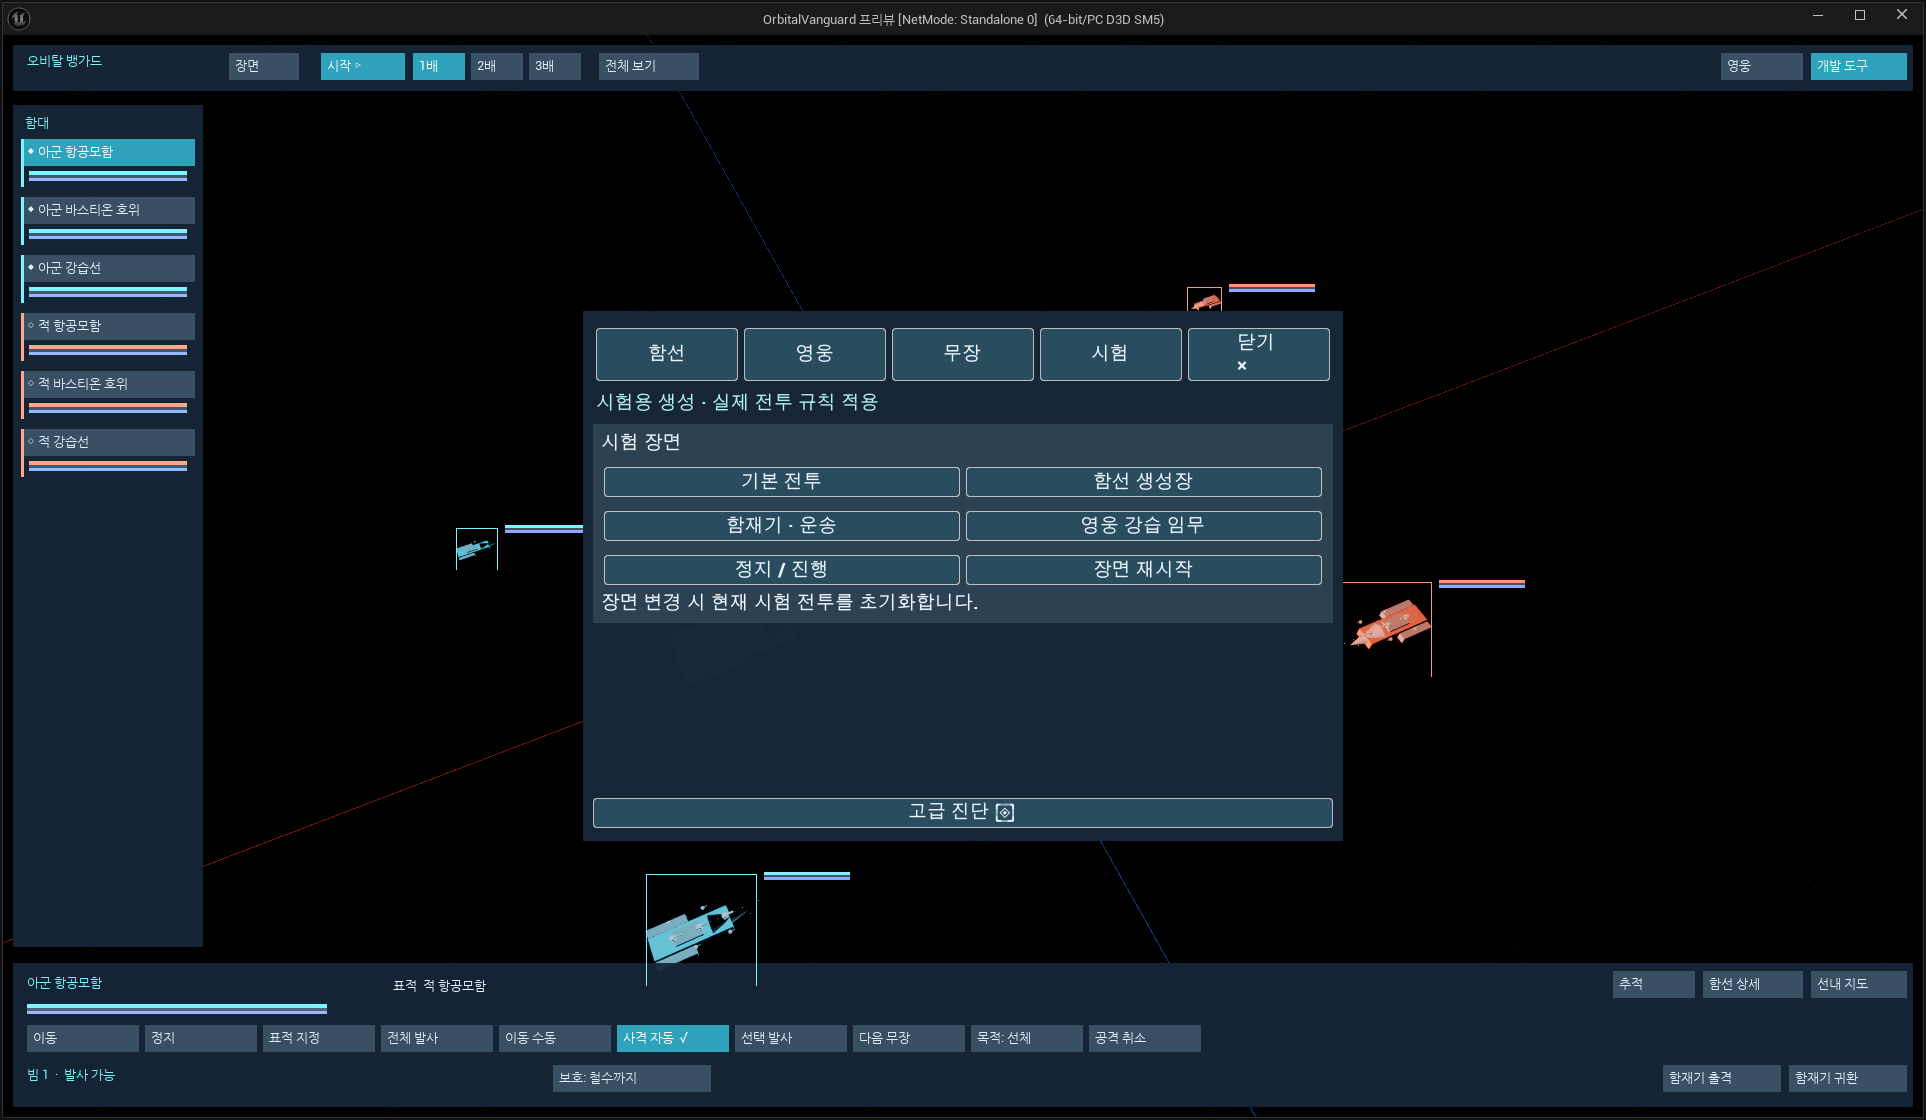 OrbitalVanguard 프리뷰 [NetMode: Standalone 0]  (64-bit/PC D3D SM5)
오비탈 뱅가드
장면
시작 ▷
1배
2배
3배
전체 보기
영웅
개발 도구
함대
◆ 아군 항공모함
◆ 아군 바스티온 호위
◆ 아군 강습선
◇ 적 항공모함
◇ 적 바스티온 호위
◇ 적 강습선
함선
영웅
무장
시험
닫기
×
시험용 생성 · 실제 전투 규칙 적용
시험 장면
기본 전투
함선 생성장
함재기 · 운송
영웅 강습 임무
정지 / 진행
장면 재시작
장면 변경 시 현재 시험 전투를 초기화합니다.
고급 진단
아군 항공모함
표적  적 항공모함
추적
함선 상세
선내 지도
이동
정지
표적 지정
전체 발사
이동 수동
사격 자동 √
선택 발사
다음 무장
목적: 선체
공격 취소
빔 1 · 발사 가능
보호: 철수까지
함재기 출격
함재기 귀환